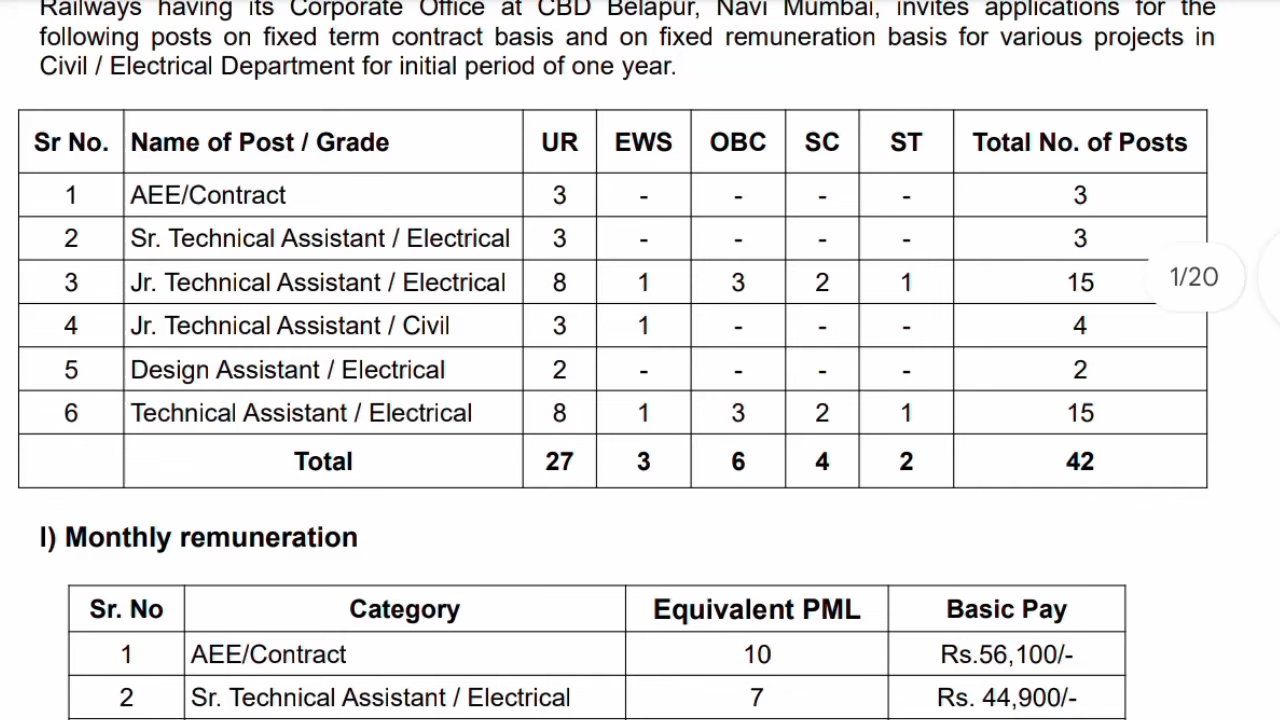 Railways having its Corporate Office at CBD Belapur, Navi Mumbai, invites applications for the
following posts on fixed term contract basis and on fixed remuneration basis for various projects in
Civil / Electrical Department for initial period of one year.
Sr No. Name of Post / Grade UR EWS OBC SC ST Total No. of Posts
1 AEE/Contract 3 - - - - 3
2 Sr. Technical Assistant / Electrical 3 - - - - 3
3 Jr. Technical Assistant / Electrical 8 1 3 2 1 15
1/20
4 Jr. Technical Assistant / Civil 3 1 - - - 4
5 Design Assistant / Electrical 2 - - - - 2
6 Technical Assistant / Electrical 8 1 3 2 1 15
Total 27 3 6 4 2 42
I) Monthly remuneration
Sr. No Category Equivalent PML Basic Pay
1 AEE/Contract 10 Rs.56,100/-
2 Sr. Technical Assistant / Electrical 7 Rs. 44,900/-